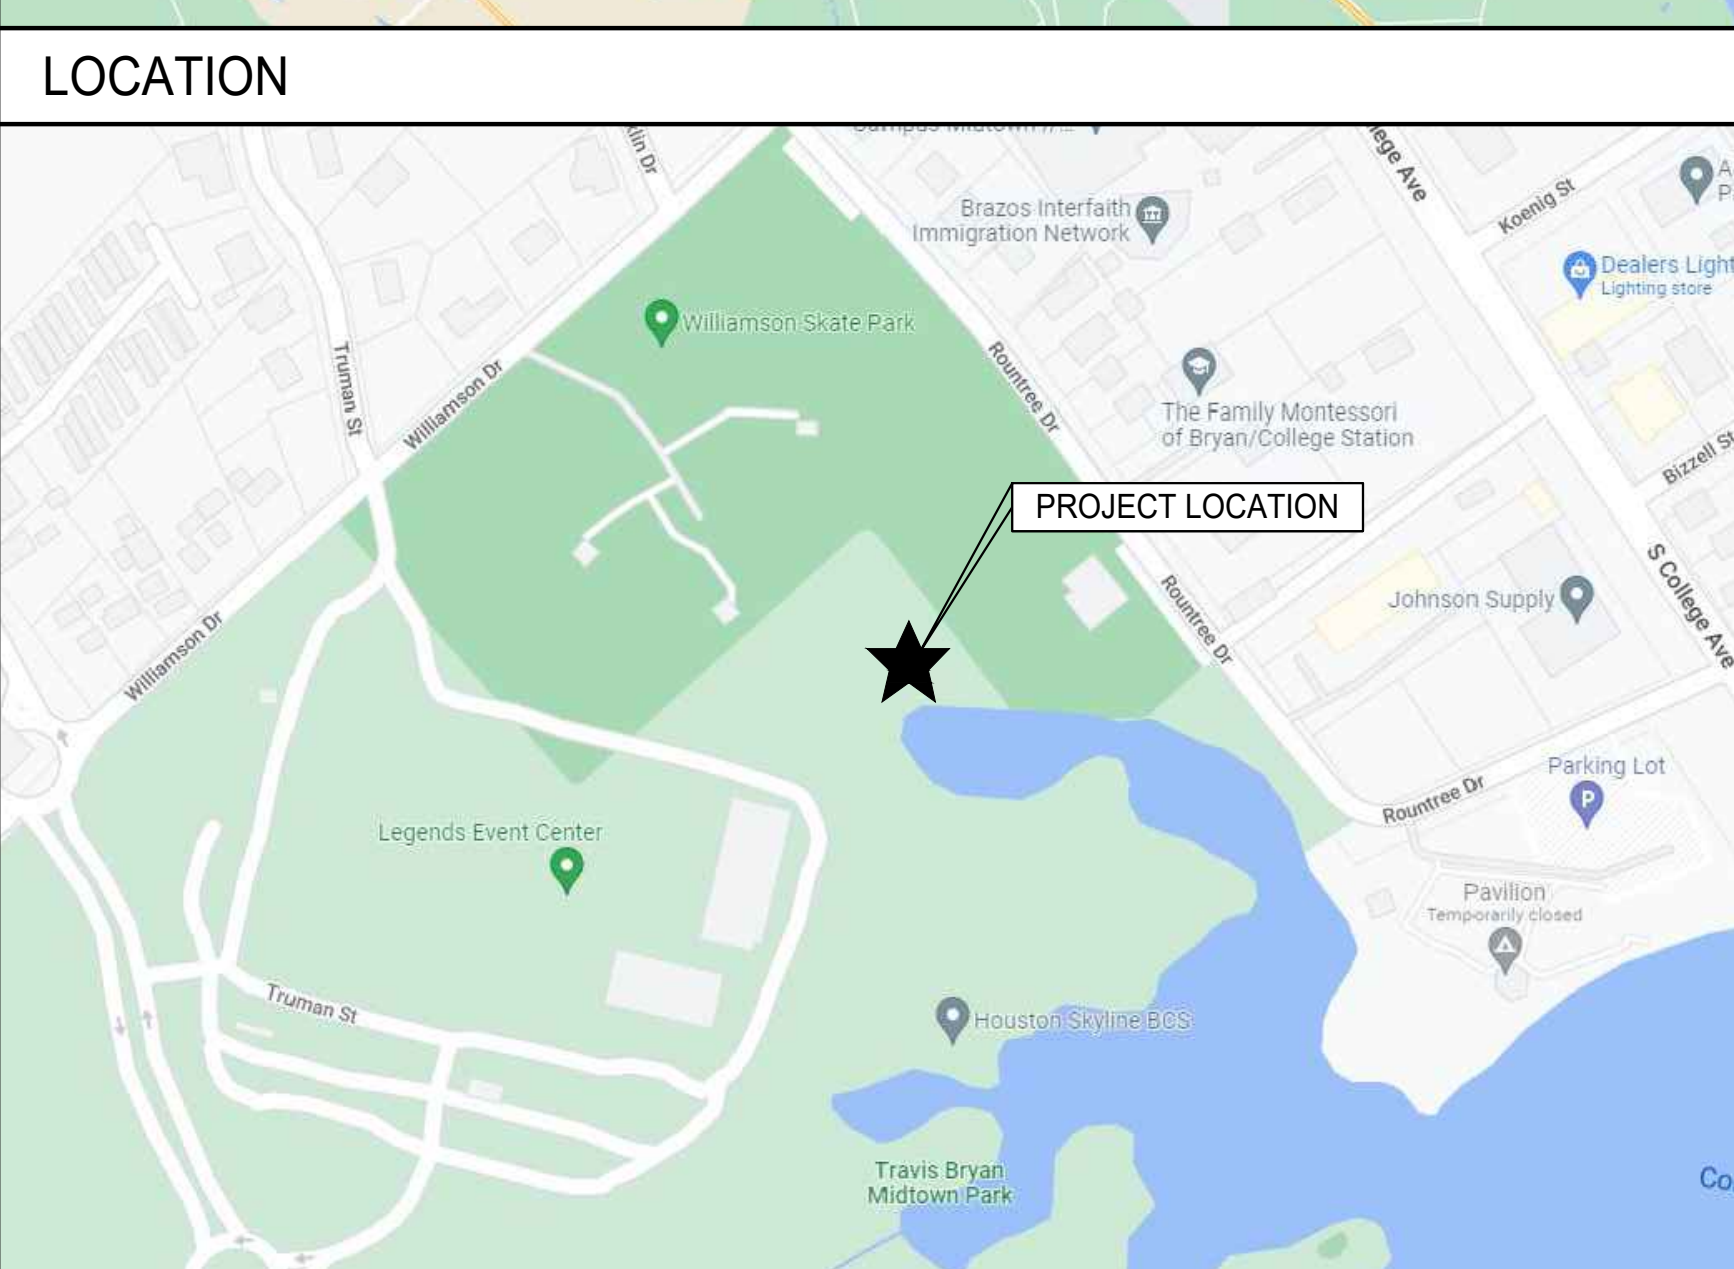 LOCATION
Brazos Interfaith
Immigration Network
Koenig St
Dealers Light
Lighting store
Williamson Skate Park
Truman St
Williamson Dr
Rountree Dr
The Family Montessori
of Bryan/College Station
Bizzell St
PROJECT LOCATION
Johnson Supply
S College Ave
Rountree Dr
Williamson Dr
Parking Lot
P
Rountree Dr
Legends Event Center
Pavilion
Temporarily closed
Truman St
Houston Skyline BCS
Travis Bryan
Midtown Park
Co